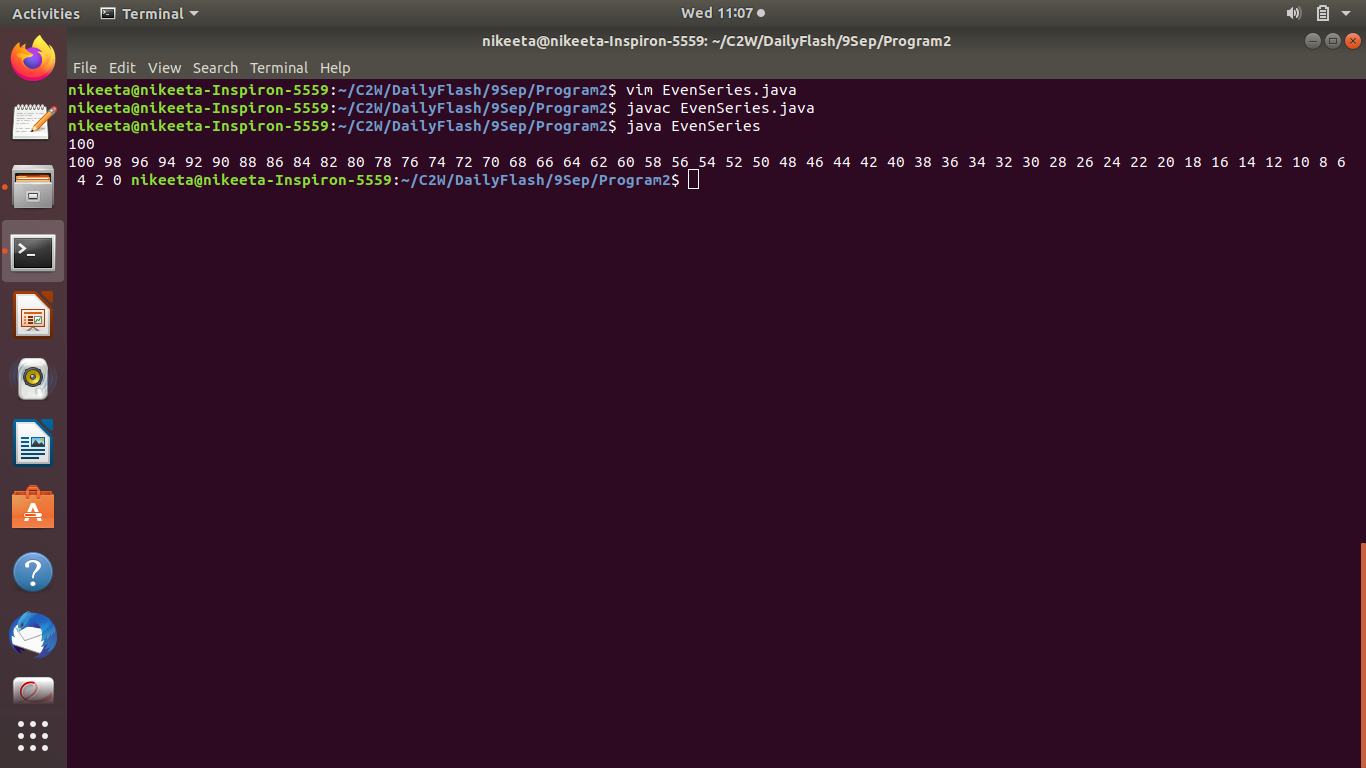 Activities Terminal Wed 11:07
nikeeta@nikeeta-Inspiron-5559: ~/C2W/DailyFlash/9Sep/Program2
File Edit View Search Terminal Help
nikeeta@nikeeta-Inspiron-5559:~/C2W/DailyFlash/9Sep/Program2$ vim EvenSeries.java
nikeeta@nikeeta-Inspiron-5559:~/C2W/DailyFlash/9Sep/Program2$ javac EvenSeries.java
nikeeta@nikeeta-Inspiron-5559:~/C2W/DailyFlash/9Sep/Program2$ java EvenSeries
100
100 98 96 94 92 90 88 86 84 82 80 78 76 74 72 70 68 66 64 62 60 58 56 54 52 50 48 46 44 42 40 38 36 34 32 30 28 26 24 22 20 18 16 14 12 10 8 6
4 2 0 nikeeta@nikeeta-Inspiron-5559:~/C2W/DailyFlash/9Sep/Program2$